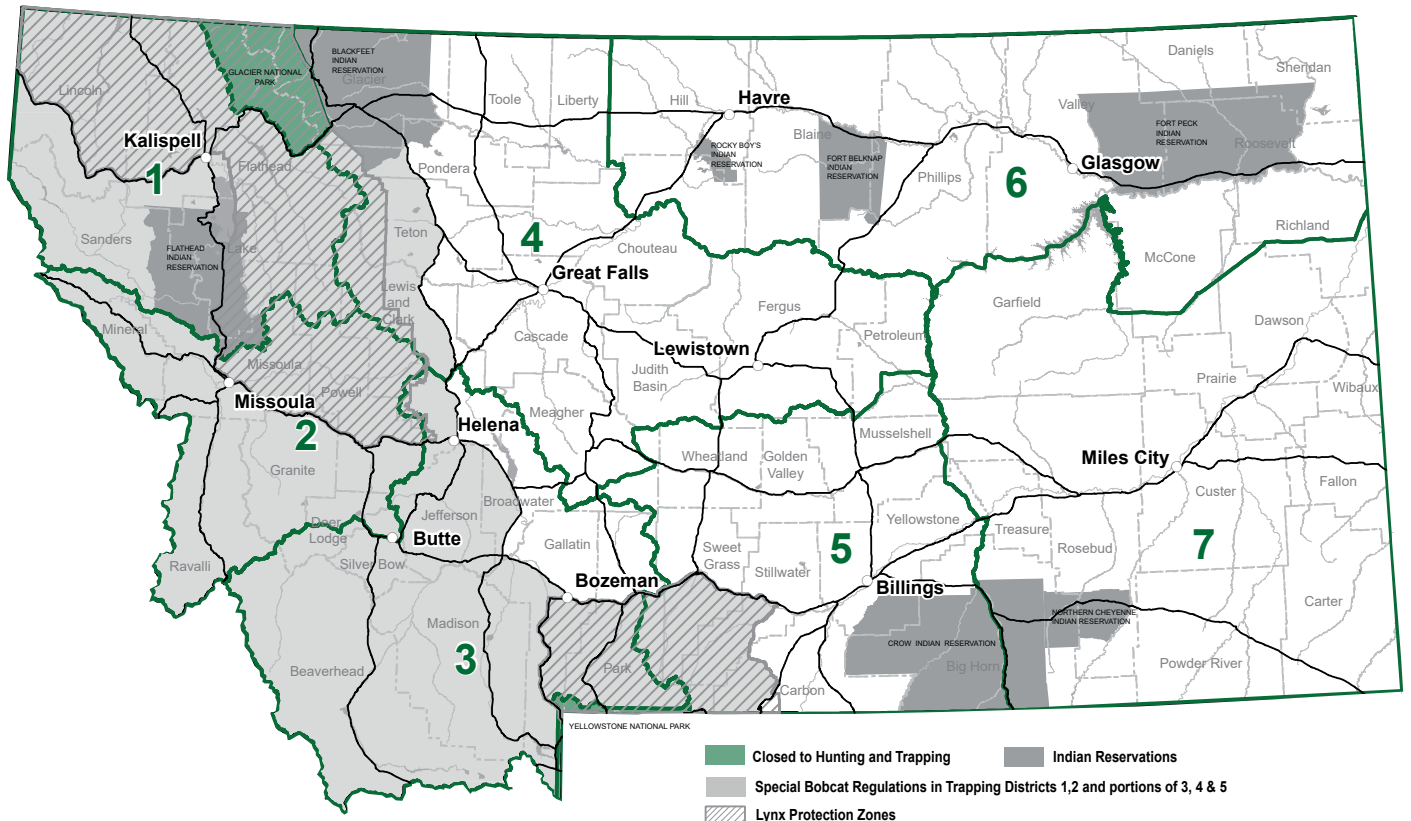 BLACKFEET
INDIAN
RESERVATION
Glacier
GLACIER NATIONAL
PARK
Lincoln
Toole
Liberty
Hill
Havre
Daniels
Sheridan
Valley
FORT PECK
INDIAN
RESERVATION
Roosevelt
Kalispell
1
Flathead
Pondera
ROCKY BOY'S
INDIAN
RESERVATION
Blaine
FORT BELKNAP
INDIAN
RESERVATION
Phillips
6
Glasgow
Sanders
FLATHEAD
INDIAN
RESERVATION
Lake
Teton
4
Chouteau
Great Falls
Richland
McCone
Lewis
and
Clark
Fergus
Garfield
Mineral
Cascade
Lewistown
Petroleum
Dawson
Missoula
Powell
Judith
Basin
Prairie
Wibaux
Missoula
2
Helena
Meagher
Musselshell
Granite
Wheatland
Golden
Valley
Miles City
Custer
Fallon
Broadwater
Jefferson
Deer
Lodge
Butte
Silver Bow
Ravalli
Gallatin
Sweet
Grass
Stillwater
5
Yellowstone
Treasure
Rosebud
7
Bozeman
Billings
Madison
3
Beaverhead
Park
Carbon
CROW INDIAN RESERVATION
Big Horn
NORTHERN CHEYENNE
INDIAN RESERVATION
Carter
Powder River
YELLOWSTONE NATIONAL PARK
Closed to Hunting and Trapping
Indian Reservations
Special Bobcat Regulations in Trapping Districts 1,2 and portions of 3, 4 & 5
Lynx Protection Zones